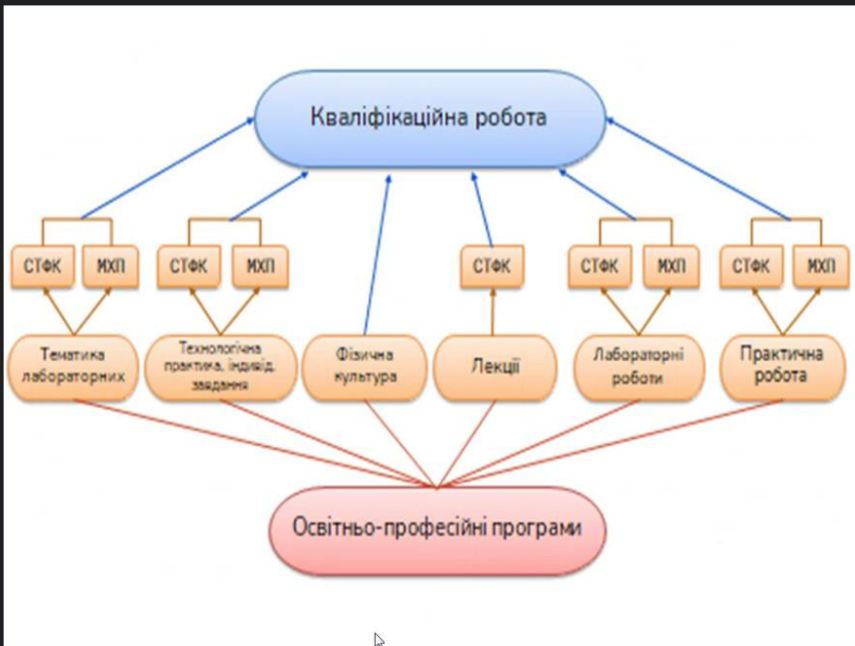 Кваліфікаційна робота
СТФК МХП СТФК МХП СТФК СТФК МХП СТФК МХП
Тематика
лабораторних
Технологічна
практика, індивід.
завдання
Фізична
культура
Лекції
Лабораторні
роботи
Практична
робота
Освітньо-професійні програми